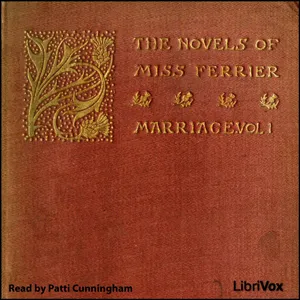 THE NOVELS OF
MISS FERRIER
MARRIAGE VOL I
Read by Patti Cunningham
LibriVox